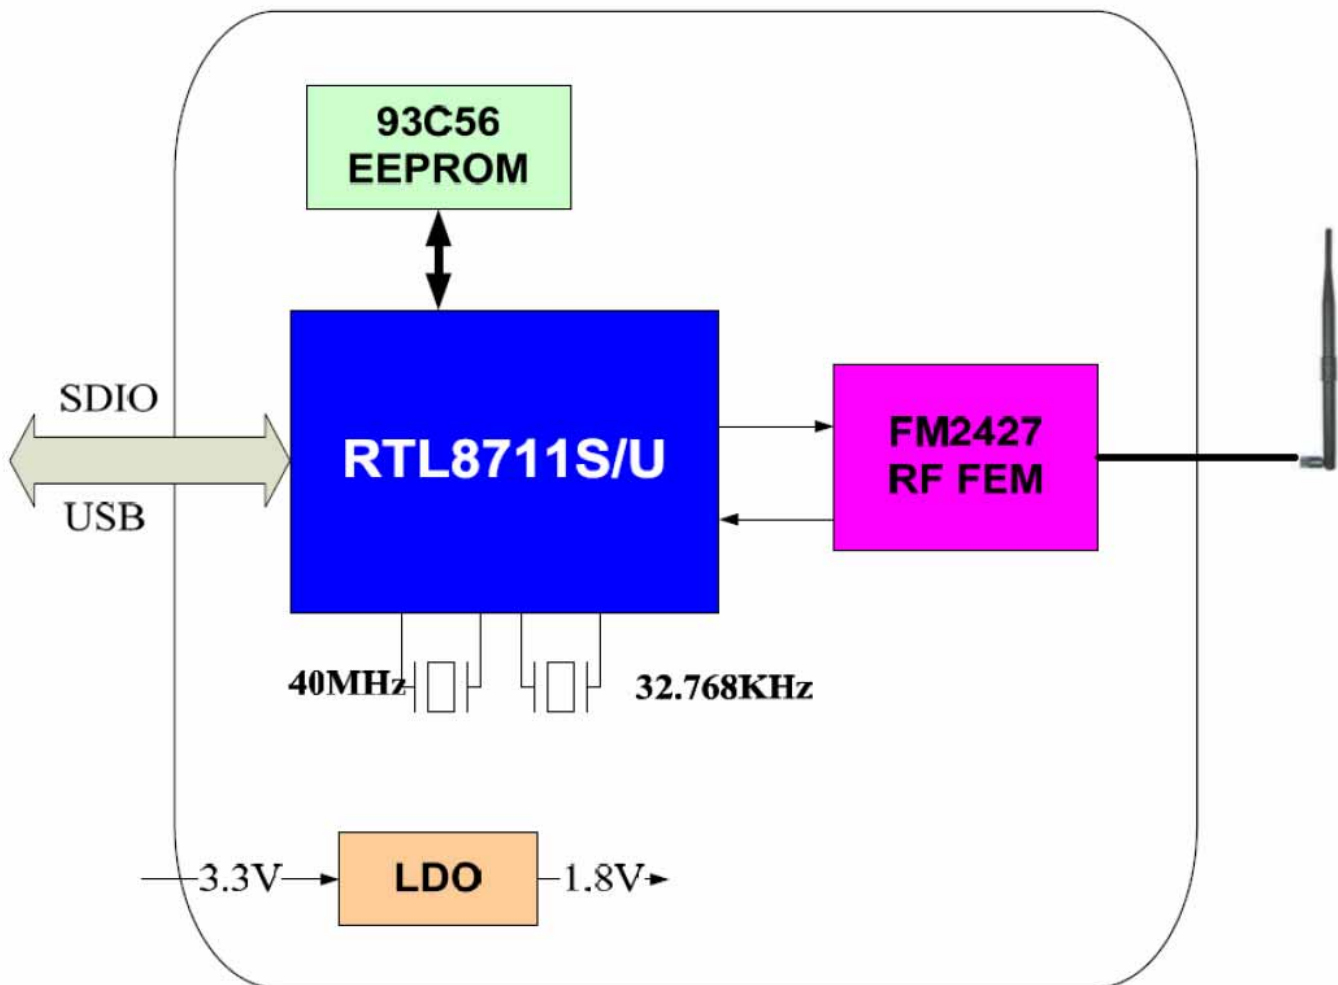 93C56
EEPROM
SDIO
USB
RTL8711S/U
FM2427
RF FEM
40MHz
32.768KHz
3.3V
LDO
1.8V